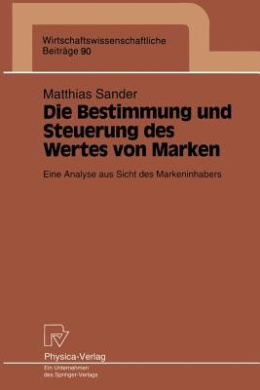 Wirtschaftswissenschaftliche
Beiträge 90
Matthias Sander
Die Bestimmung und
Steuerung des
Wertes von Marken
Eine Analyse aus Sicht des Markeninhabers
Physica-Verlag
Ein Unternehmen
des Springer-Verlags